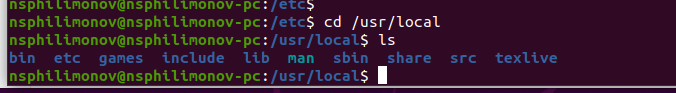 nsphilimonov@nsphilimonov-pc:/etc$
nsphilimonov@nsphilimonov-pc:/etc$ cd /usr/local
nsphilimonov@nsphilimonov-pc:/usr/local$ ls
bin etc games include lib man sbin share src texlive
nsphilimonov@nsphilimonov-pc:/usr/local$